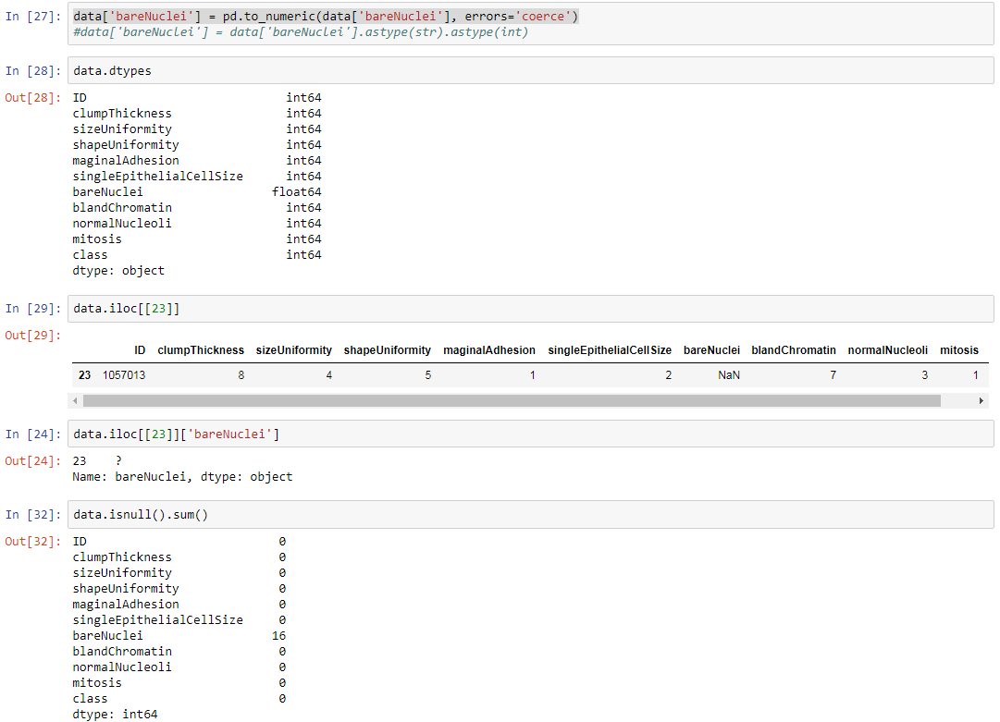 In [27]: data['bareNuclei'] = pd.to_numeric(data['bareNuclei'], errors='coerce')
#data['bareNuclei'] = data['bareNuclei'].astype(str).astype(int)
In [28]: data.dtypes
Out[28]: ID int64
clumpThickness int64
sizeUniformity int64
shapeUniformity int64
maginalAdhesion int64
singleEpithelialCellSize int64
bareNuclei float64
blandChromatin int64
normalNucleoli int64
mitosis int64
class int64
dtype: object
In [29]: data.iloc[[23]]
Out[29]:
ID clumpThickness sizeUniformity shapeUniformity maginalAdhesion singleEpithelialCellSize bareNuclei blandChromatin normalNucleoli mitosis
23 1057013 8 4 5 1 2 NaN 7 3 1
In [24]: data.iloc[[23]]['bareNuclei']
Out[24]: 23 ?
Name: bareNuclei, dtype: object
In [32]: data.isnull().sum()
Out[32]: ID 0
clumpThickness 0
sizeUniformity 0
shapeUniformity 0
maginalAdhesion 0
singleEpithelialCellSize 0
bareNuclei 16
blandChromatin 0
normalNucleoli 0
mitosis 0
class 0
dtype: int64